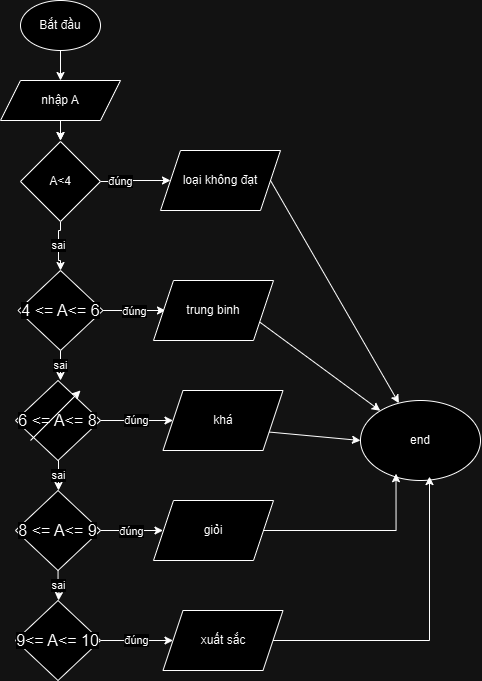 Bắt đầu
nhập A
A<4
đúng
loại không đạt
sai
4 <= A<= 6
đúng
trung binh
sai
6 <= A<= 8
đúng
khá
end
sai
8 <= A<= 9
đúng
giỏi
sai
9<= A<= 10
đúng
xuất sắc